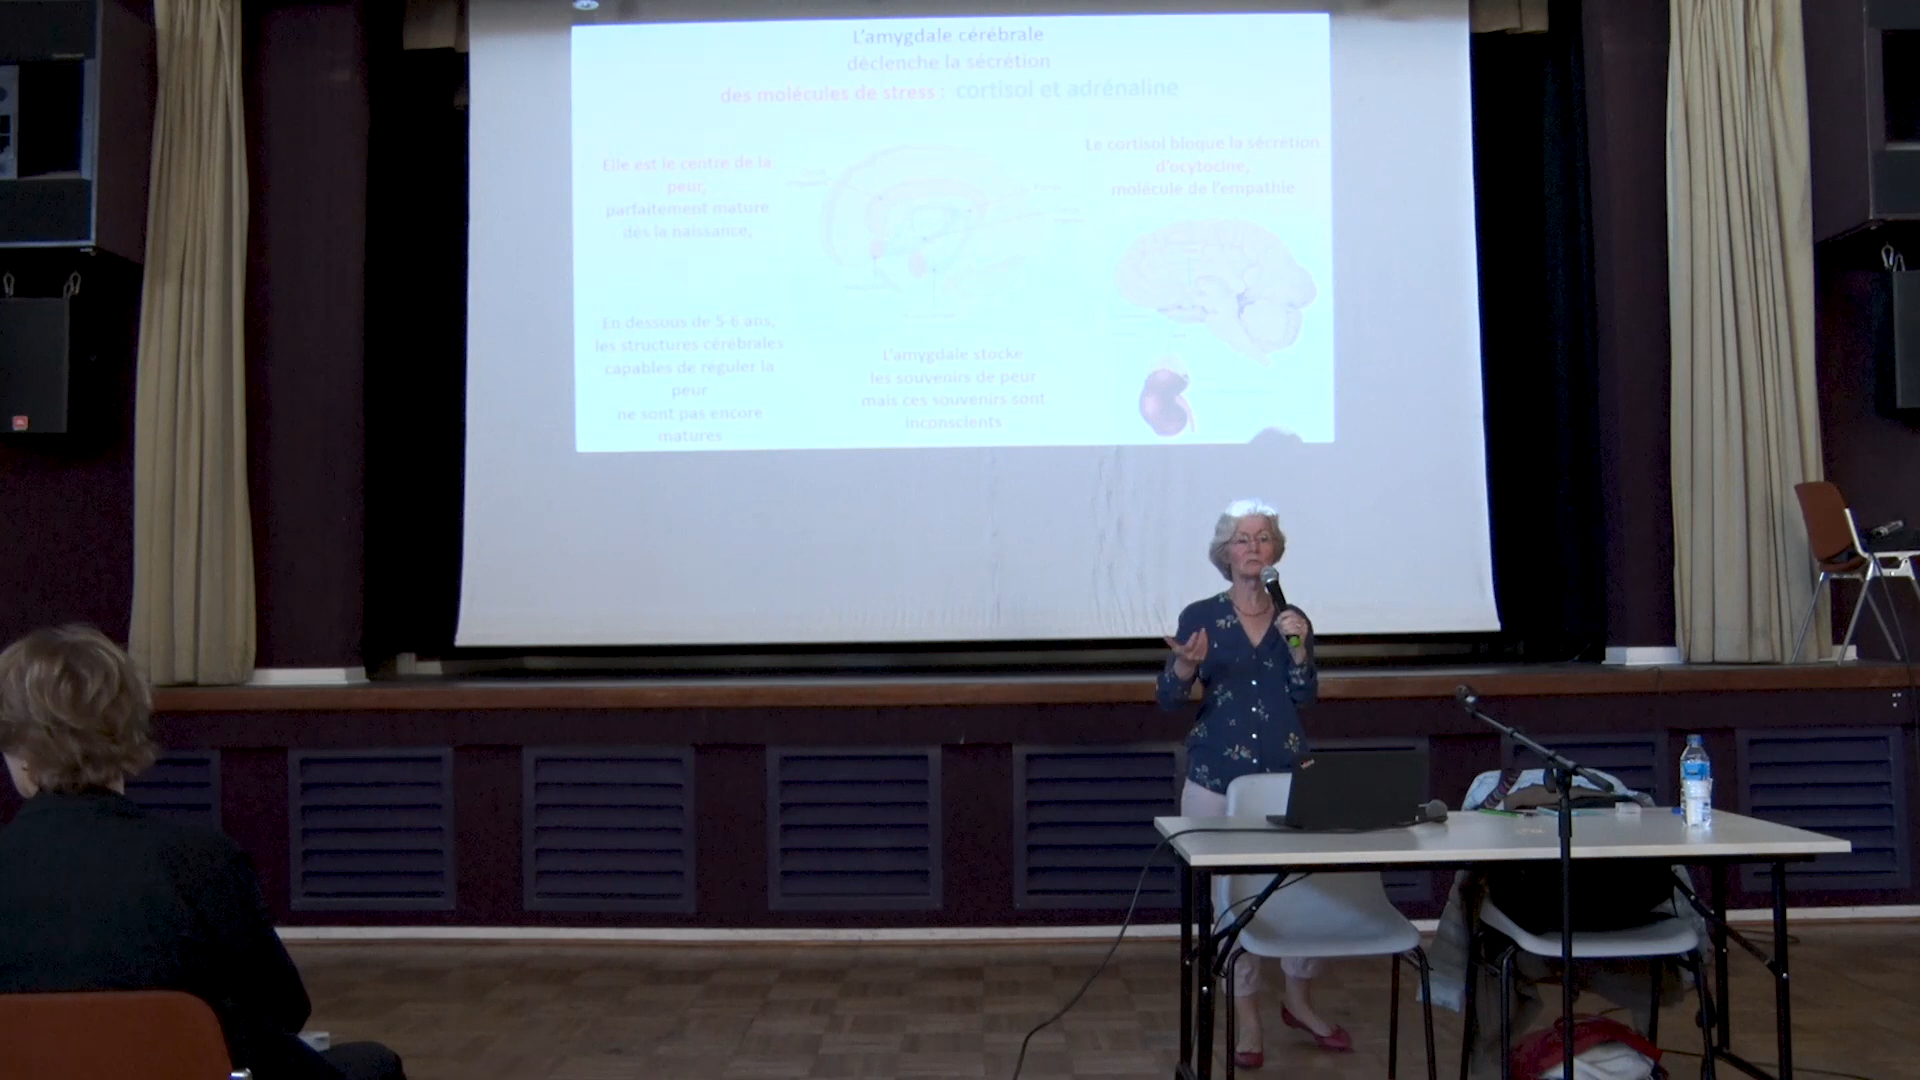 L'amygdale cérébrale
déclenche la sécrétion
des molécules de stress : cortisol et adrénaline
Elle est le centre de la
peur,
parfaitement mature
dès la naissance,
Le cortisol bloque la sécrétion
d'ocytocine,
molécule de l'empathie
En dessous de 5-6 ans,
les structures cérébrales
capables de réguler la
peur
ne sont pas encore
matures
L'amygdale stocke
les souvenirs de peur
mais ces souvenirs sont
inconscients